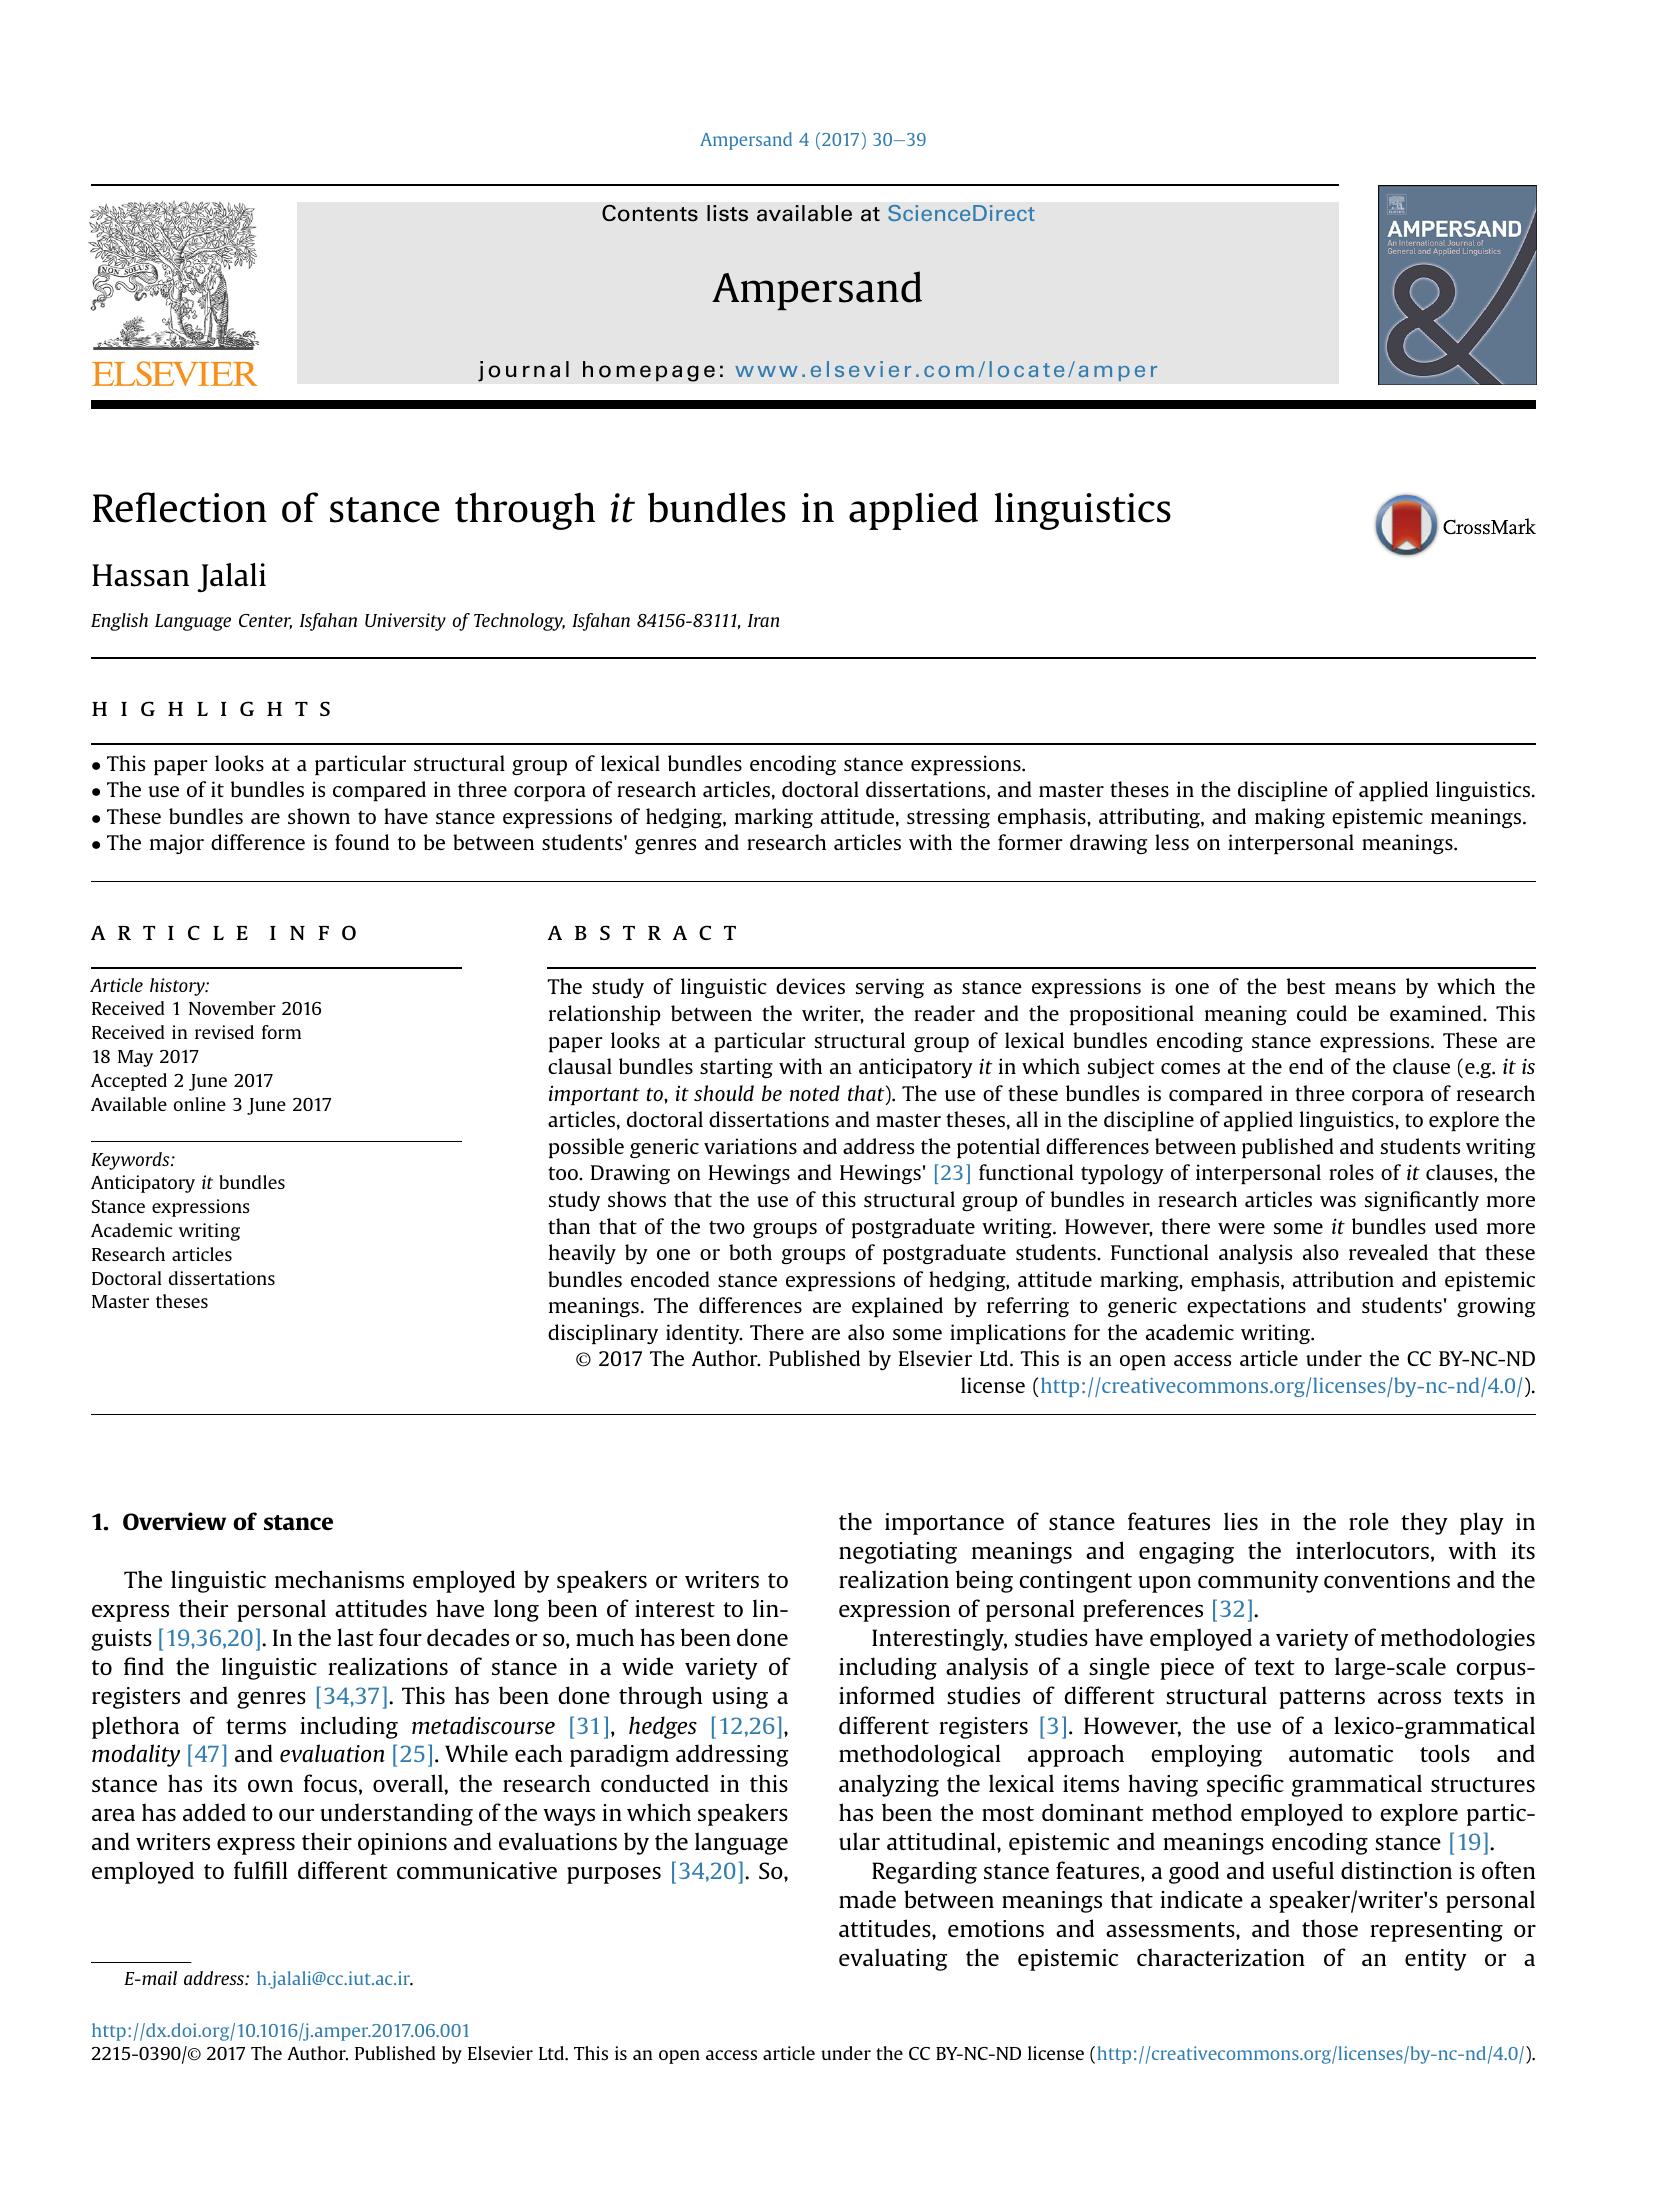 Ampersand 4 (2017) 30–39
Contents lists available at ScienceDirect
Ampersand
journal homepage: www.elsevier.com/locate/amper
NON SOLUS
ELSEVIER
AMPERSAND
An International Journal of
General and Applied Linguistics
&
Reflection of stance through it bundles in applied linguistics
CrossMark
Hassan Jalali
English Language Center, Isfahan University of Technology, Isfahan 84156-83111, Iran
HIGHLIGHTS
• This paper looks at a particular structural group of lexical bundles encoding stance expressions.
• The use of it bundles is compared in three corpora of research articles, doctoral dissertations, and master theses in the discipline of applied linguistics.
• These bundles are shown to have stance expressions of hedging, marking attitude, stressing emphasis, attributing, and making epistemic meanings.
• The major difference is found to be between students' genres and research articles with the former drawing less on interpersonal meanings.
ARTICLE INFO
Article history:
Received 1 November 2016
Received in revised form
18 May 2017
Accepted 2 June 2017
Available online 3 June 2017
Keywords:
Anticipatory it bundles
Stance expressions
Academic writing
Research articles
Doctoral dissertations
Master theses
ABSTRACT
The study of linguistic devices serving as stance expressions is one of the best means by which the
relationship between the writer, the reader and the propositional meaning could be examined. This
paper looks at a particular structural group of lexical bundles encoding stance expressions. These are
clausal bundles starting with an anticipatory it in which subject comes at the end of the clause (e.g. it is
important to, it should be noted that). The use of these bundles is compared in three corpora of research
articles, doctoral dissertations and master theses, all in the discipline of applied linguistics, to explore the
possible generic variations and address the potential differences between published and students writing
too. Drawing on Hewings and Hewings' [23] functional typology of interpersonal roles of it clauses, the
study shows that the use of this structural group of bundles in research articles was significantly more
than that of the two groups of postgraduate writing. However, there were some it bundles used more
heavily by one or both groups of postgraduate students. Functional analysis also revealed that these
bundles encoded stance expressions of hedging, attitude marking, emphasis, attribution and epistemic
meanings. The differences are explained by referring to generic expectations and students' growing
disciplinary identity. There are also some implications for the academic writing.
© 2017 The Author. Published by Elsevier Ltd. This is an open access article under the CC BY-NC-ND
license (http://creativecommons.org/licenses/by-nc-nd/4.0/).
1. Overview of stance
The linguistic mechanisms employed by speakers or writers to
express their personal attitudes have long been of interest to lin-
guists [19,36,20]. In the last four decades or so, much has been done
to find the linguistic realizations of stance in a wide variety of
registers and genres [34,37]. This has been done through using a
plethora of terms including metadiscourse [31], hedges [12,26],
modality [47] and evaluation [25]. While each paradigm addressing
stance has its own focus, overall, the research conducted in this
area has added to our understanding of the ways in which speakers
and writers express their opinions and evaluations by the language
employed to fulfill different communicative purposes [34,20]. So,
the importance of stance features lies in the role they play in
negotiating meanings and engaging the interlocutors, with its
realization being contingent upon community conventions and the
expression of personal preferences [32].
Interestingly, studies have employed a variety of methodologies
including analysis of a single piece of text to large-scale corpus-
informed studies of different structural patterns across texts in
different registers [3]. However, the use of a lexico-grammatical
methodological approach employing automatic tools and
analyzing the lexical items having specific grammatical structures
has been the most dominant method employed to explore partic-
ular attitudinal, epistemic and meanings encoding stance [19].
Regarding stance features, a good and useful distinction is often
made between meanings that indicate a speaker/writer's personal
attitudes, emotions and assessments, and those representing or
evaluating the epistemic characterization of an entity or a
E-mail address: h.jalali@cc.iut.ac.ir.
http://dx.doi.org/10.1016/j.amper.2017.06.001
2215-0390/© 2017 The Author. Published by Elsevier Ltd. This is an open access article under the CC BY-NC-ND license (http://creativecommons.org/licenses/by-nc-nd/4.0/).